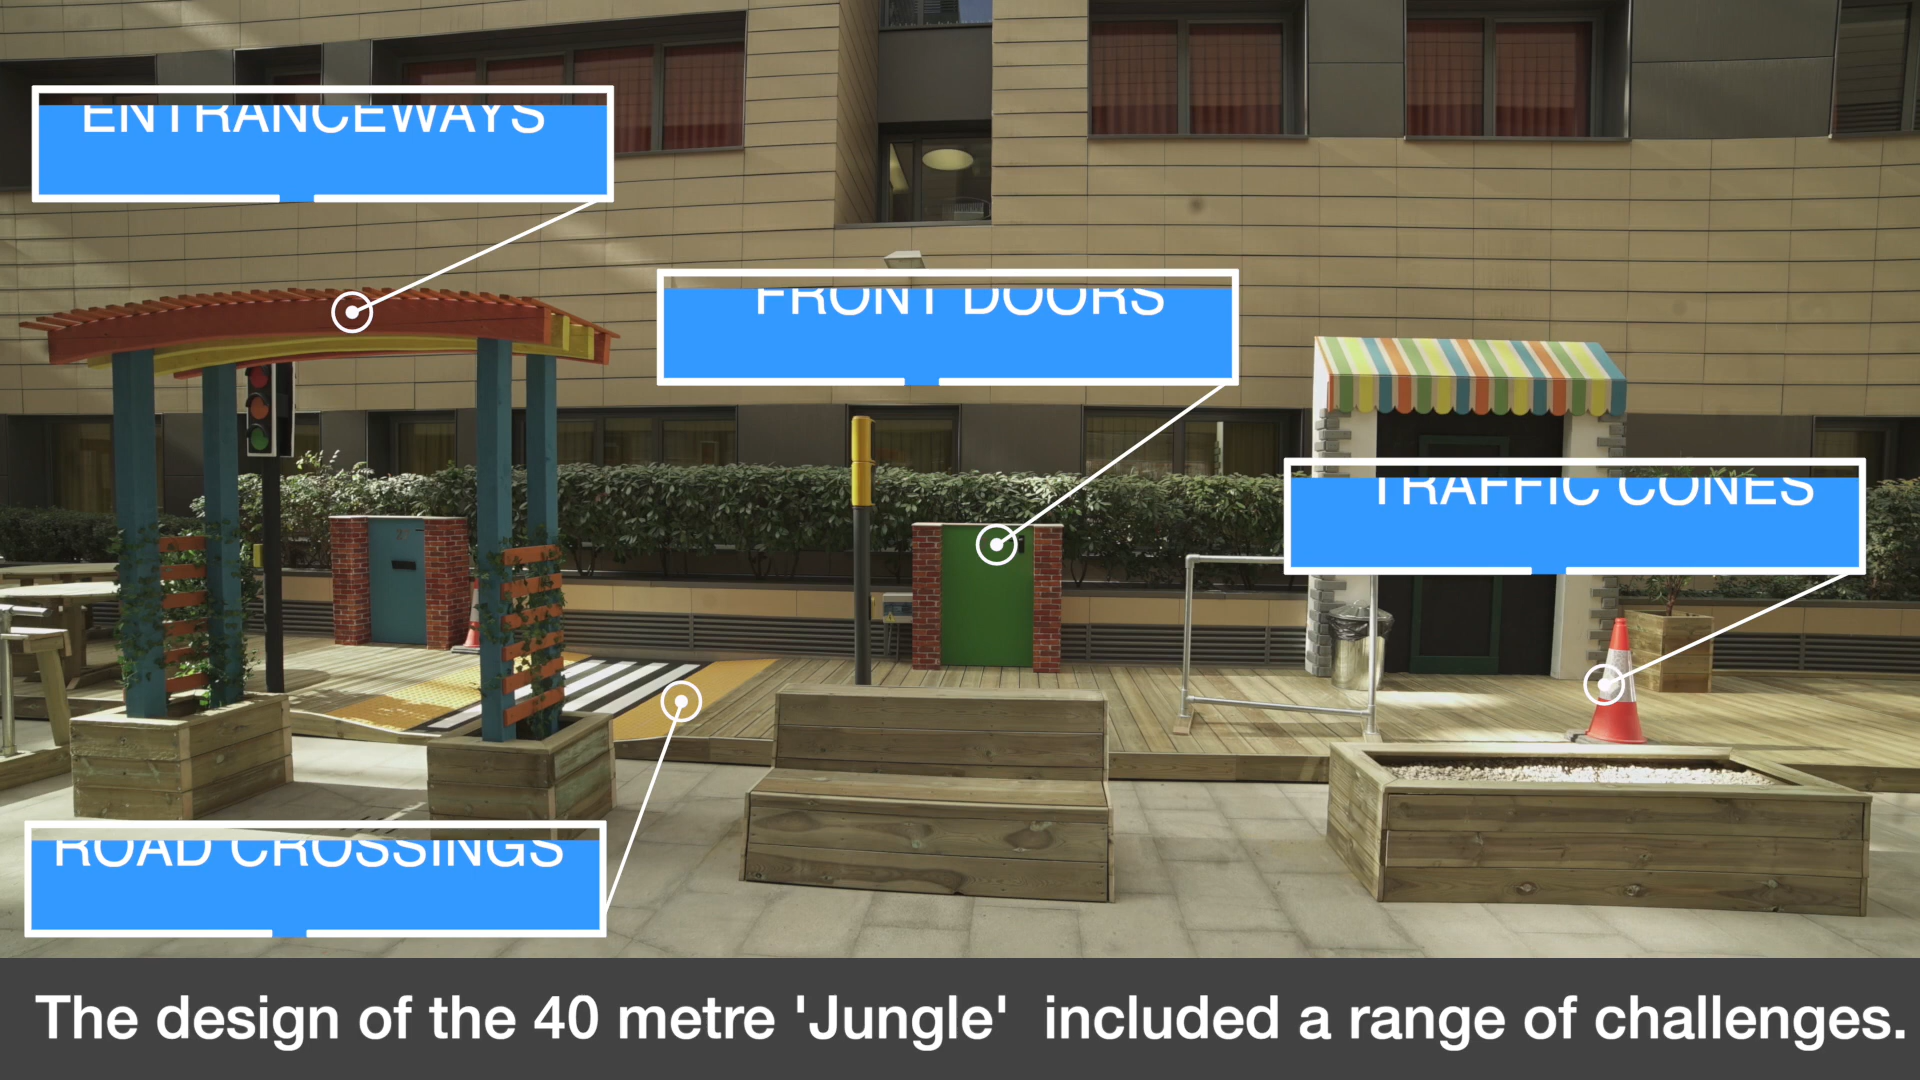 ENTRANCEWAYS
FRONT DOORS
TRAFFIC CONES
ROAD CROSSINGS
The design of the 40 metre 'Jungle' included a range of challenges.